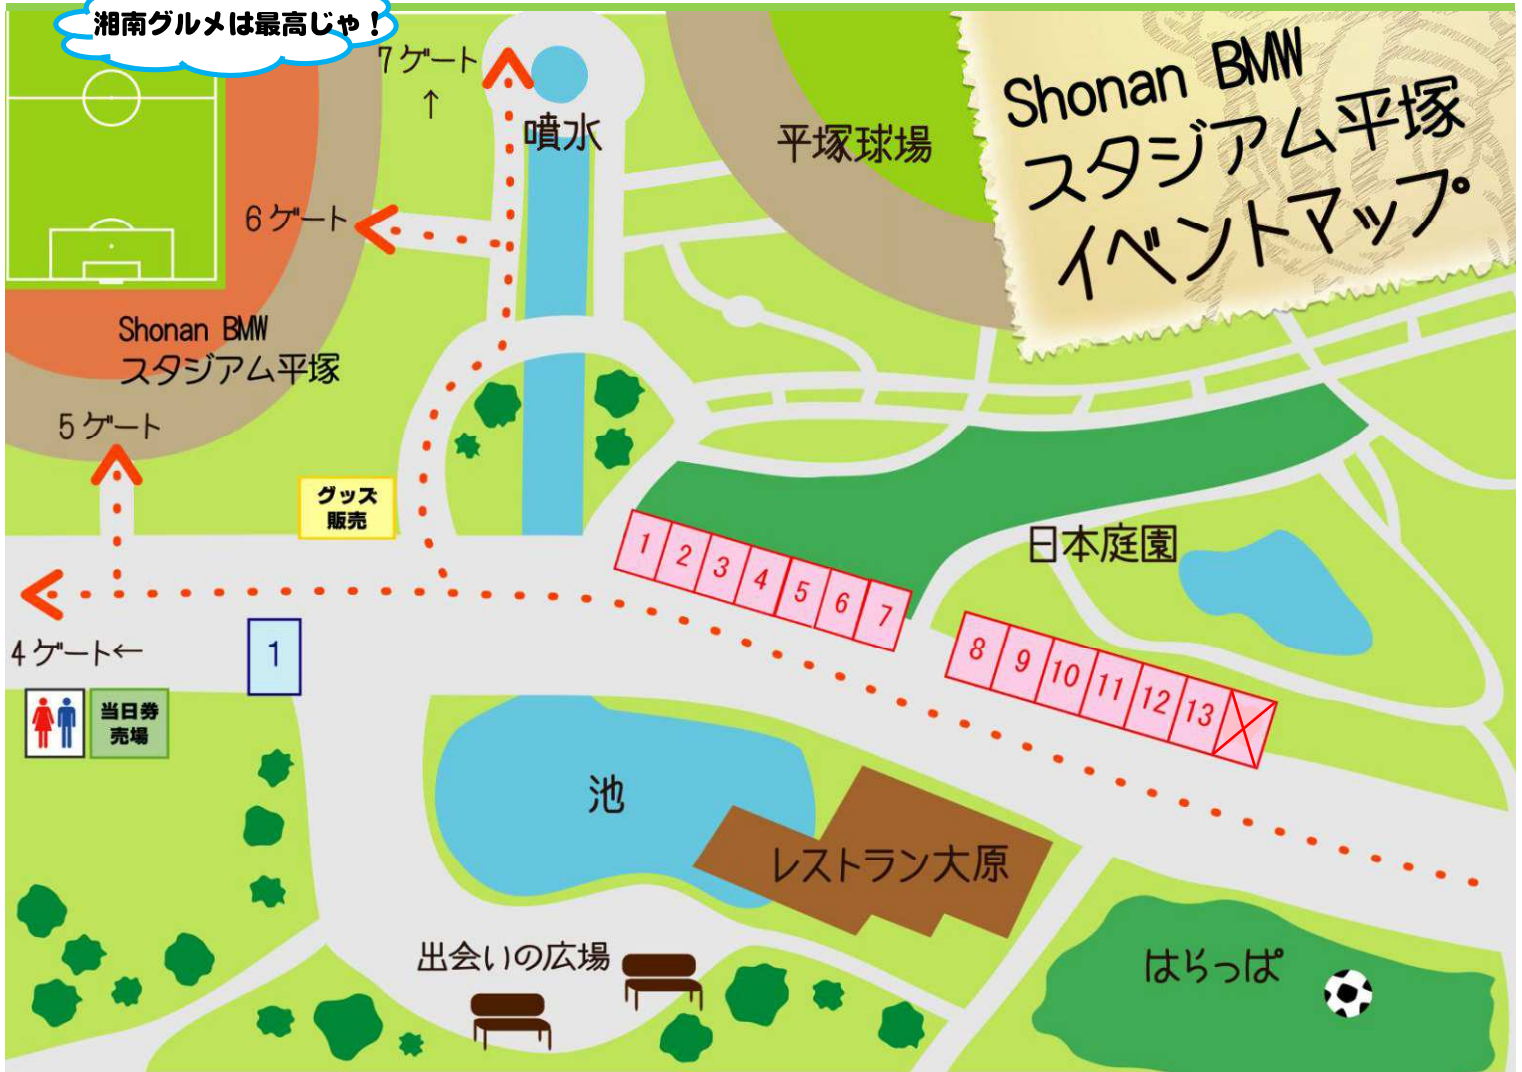 湘南グルメは最高じゃ！
Shonan BMW
スタジアム平塚
イベントマップ
7ゲート
↑
噴水
平塚球場
6ゲート
Shonan BMW
スタジアム平塚
5ゲート
グッズ
販売
日本庭園
1 2 3 4 5 6 7
8 9 10 11 12 13
4ゲート←
1
当日券
売場
池
レストラン大原
出会いの広場
はらっぱ